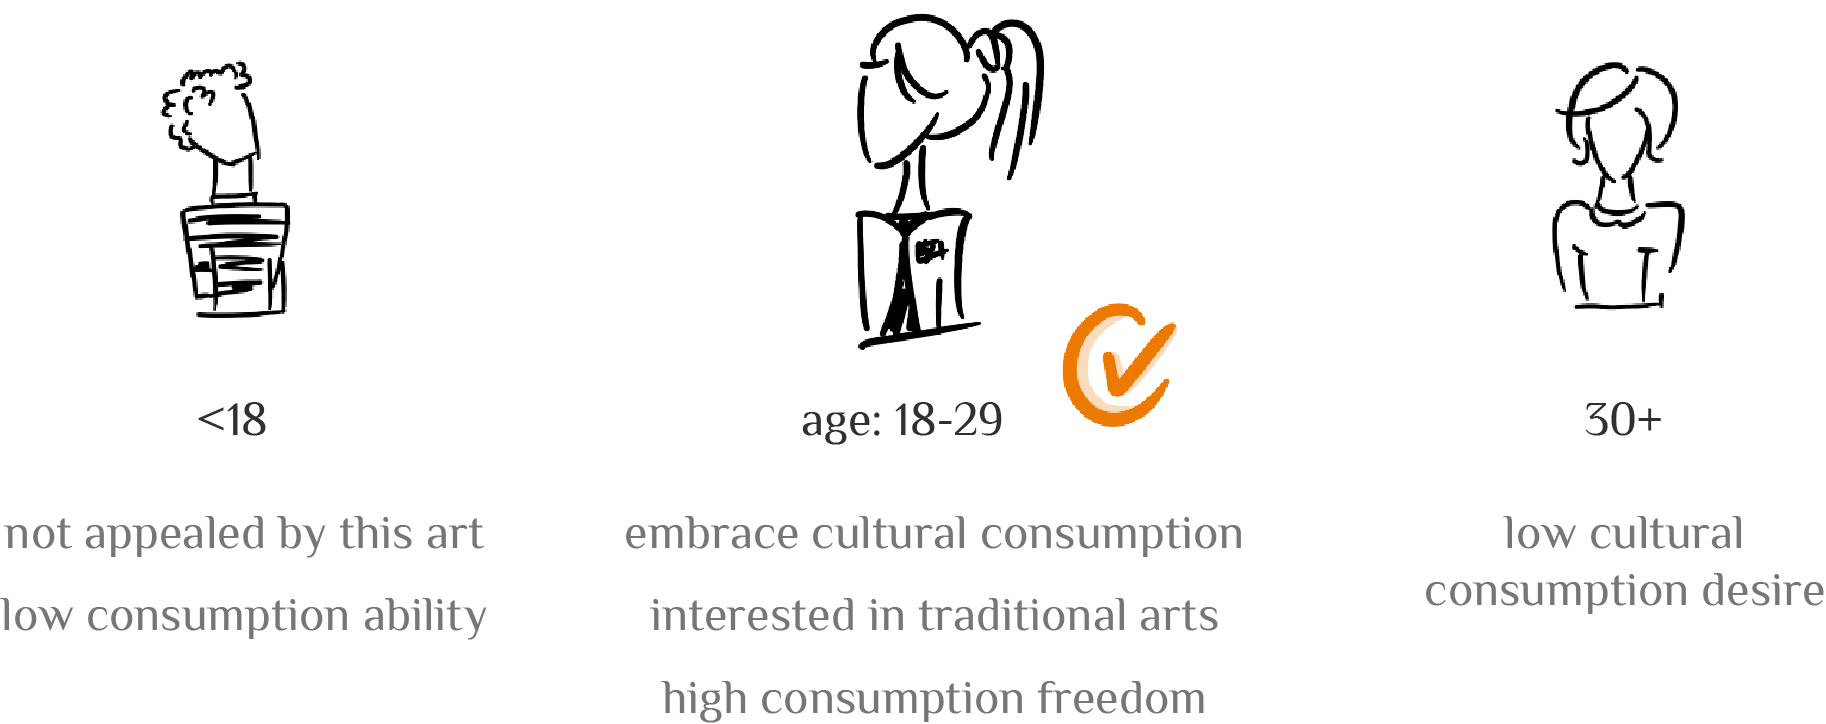 <18
not appealed by this art
low consumption ability
age: 18-29
embrace cultural consumption
interested in traditional arts
high consumption freedom
30+
low cultural
consumption desire